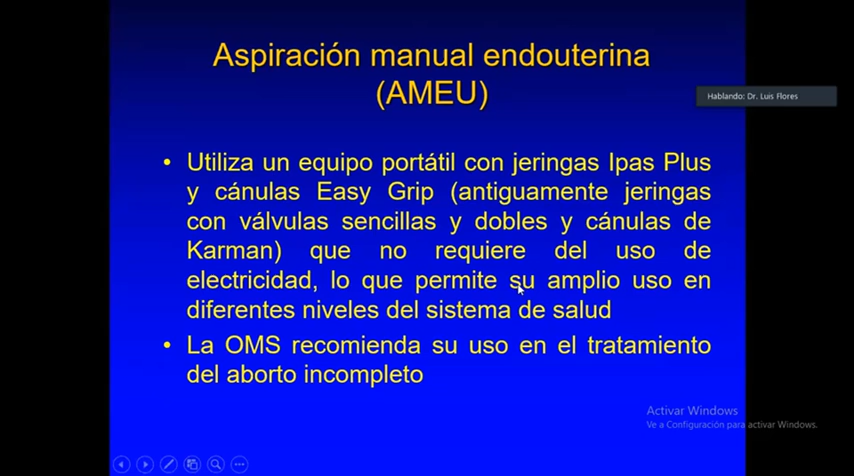 Aspiración manual endouterina
(AMEU)
Hablando: Dr. Luis Flores
• Utiliza un equipo portátil con jeringas Ipas Plus
y cánulas Easy Grip (antiguamente jeringas
con válvulas sencillas y dobles y cánulas de
Karman) que no requiere del uso de
electricidad, lo que permite su amplio uso en
diferentes niveles del sistema de salud
• La OMS recomienda su uso en el tratamiento
del aborto incompleto
Activar Windows
Ve a Configuración para activar Windows.